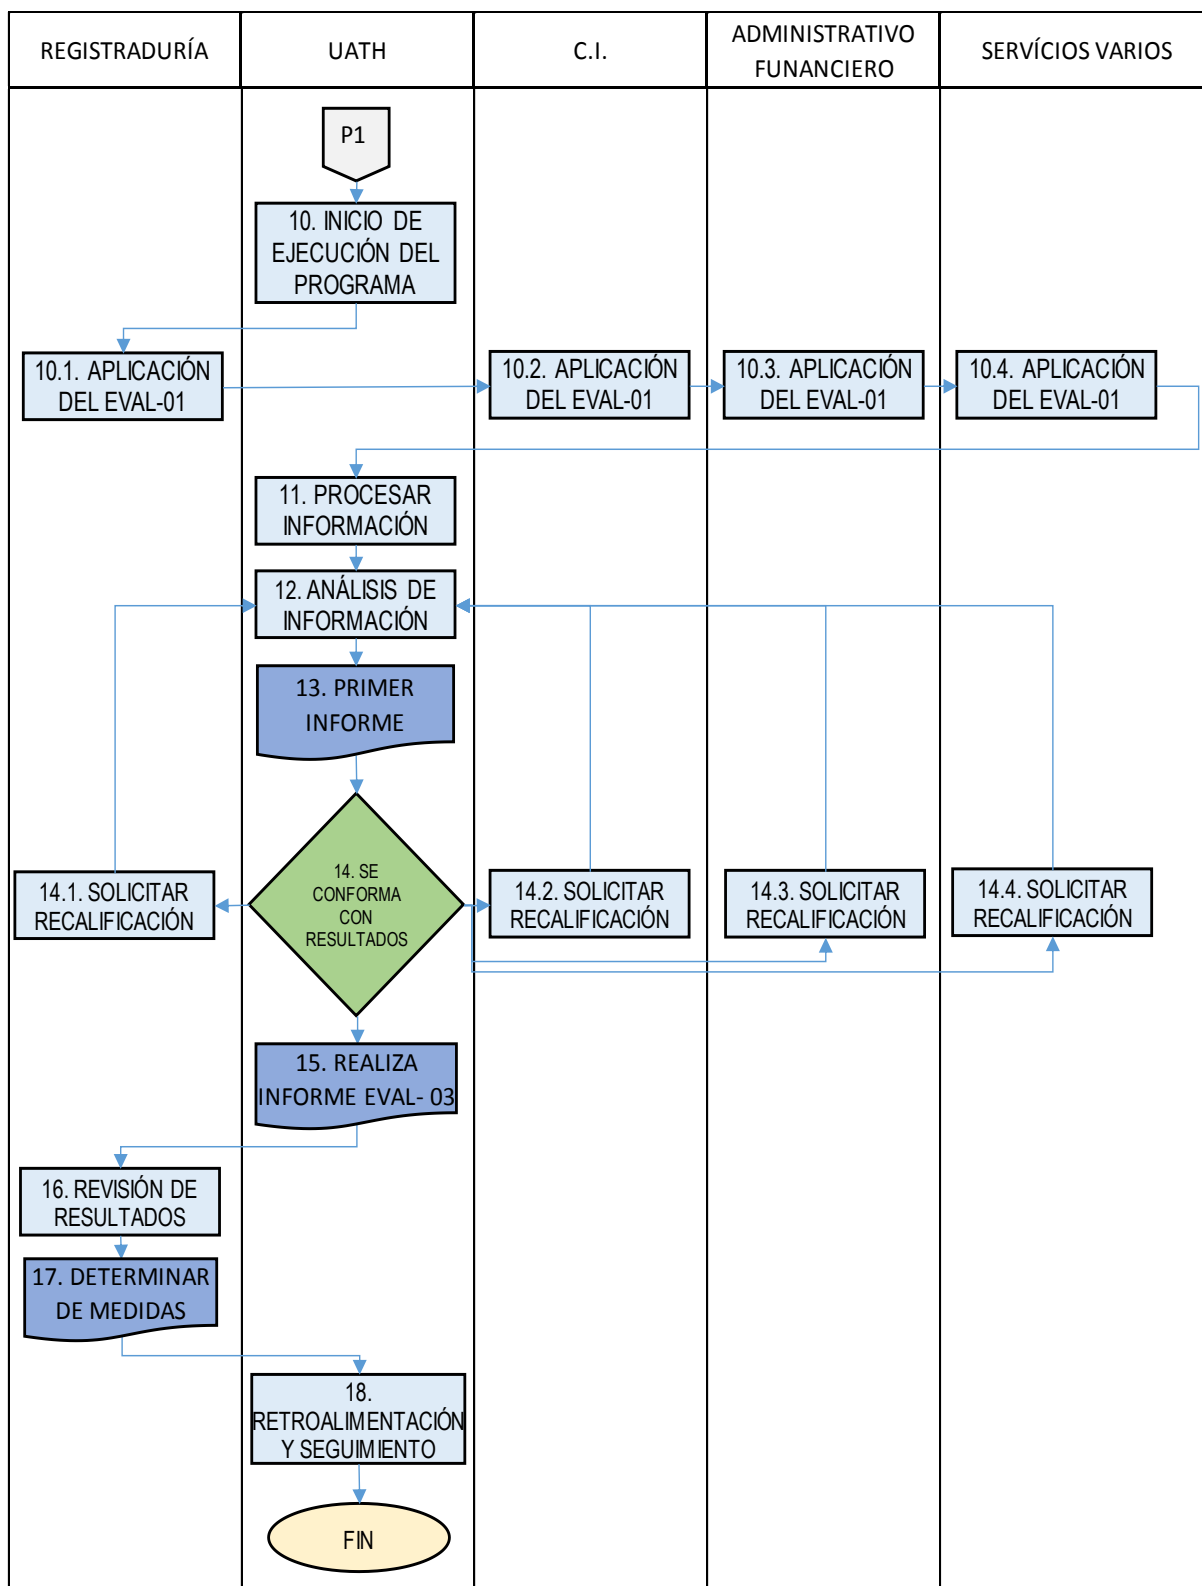 REGISTRADURÍA
UATH
C.I.
ADMINISTRATIVO
FUNANCIERO
SERVÍCIOS VARIOS
P1
10. INICIO DE
EJECUCIÓN DEL
PROGRAMA
10.1. APLICACIÓN
DEL EVAL-01
10.2. APLICACIÓN
DEL EVAL-01
10.3. APLICACIÓN
DEL EVAL-01
10.4. APLICACIÓN
DEL EVAL-01
11. PROCESAR
INFORMACIÓN
12. ANÁLISIS DE
INFORMACIÓN
13. PRIMER
INFORME
14. SE
CONFORMA
CON
RESULTADOS
14.1. SOLICITAR
RECALIFICACIÓN
14.2. SOLICITAR
RECALIFICACIÓN
14.3. SOLICITAR
RECALIFICACIÓN
14.4. SOLICITAR
RECALIFICACIÓN
15. REALIZA
INFORME EVAL- 03
16. REVISIÓN DE
RESULTADOS
17. DETERMINAR
DE MEDIDAS
18.
RETROALIMENTACIÓN
Y SEGUIMIENTO
FIN